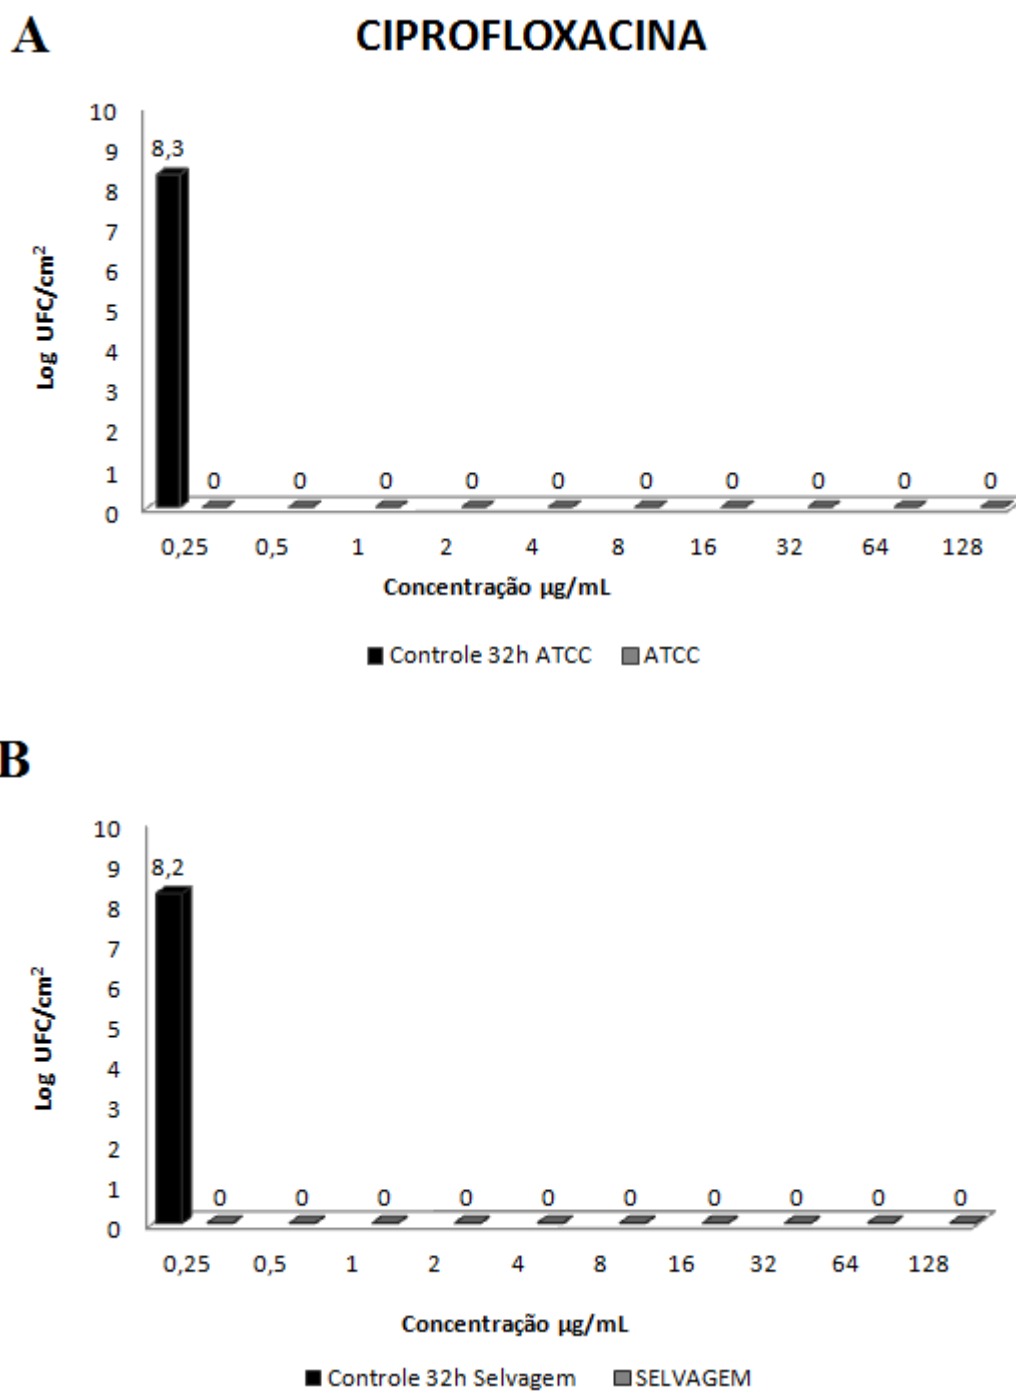 A
CIPROFLOXACINA
10
9
8
7
6
5
4
3
2
1
0
8,3
0 0 0 0 0 0 0 0 0 0
Log UFC/cm²
0,25 0,5 1 2 4 8 16 32 64 128
Concentração µg/mL
Controle 32h ATCC ATCC
B
10
9
8
7
6
5
4
3
2
1
0
8,2
0 0 0 0 0 0 0 0 0 0
Log UFC/cm²
0,25 0,5 1 2 4 8 16 32 64 128
Concentração µg/mL
Controle 32h Selvagem SELVAGEM